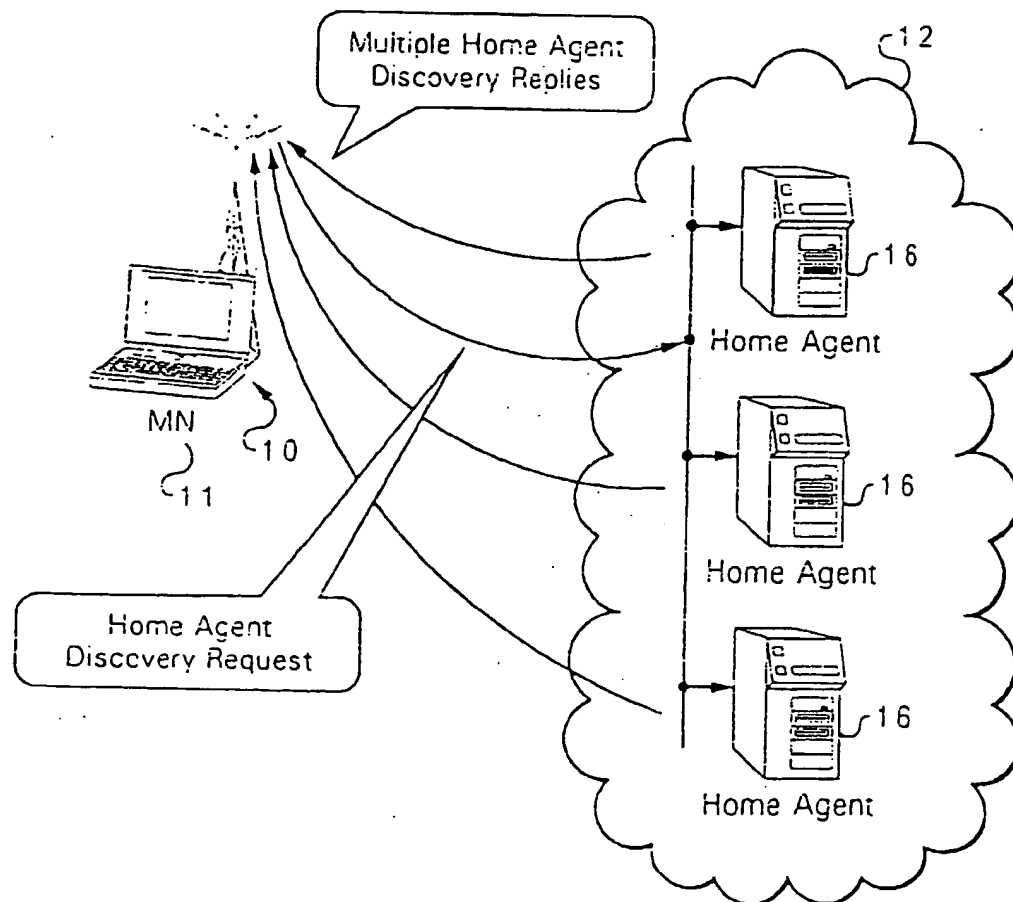 Multiple Home Agent
Discovery Replies
12
16
Home Agent
MN
10
11
16
Home Agent
Home Agent
Discovery Request
16
Home Agent